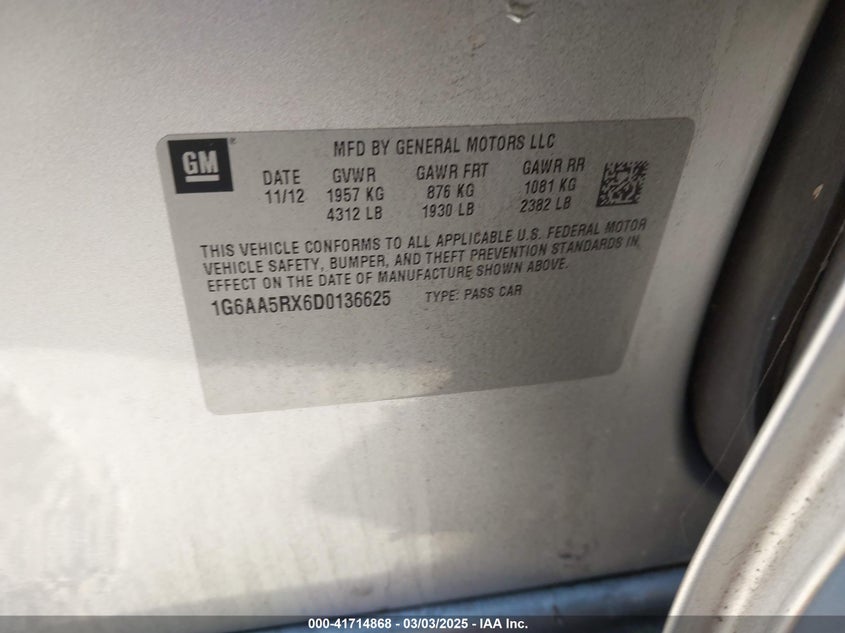 GM®
MFD BY GENERAL MOTORS LLC
DATE GVWR GAWR FRT GAWR RR
11/12 1957 KG 876 KG 1081 KG
4312 LB 1930 LB 2382 LB
THIS VEHICLE CONFORMS TO ALL APPLICABLE U.S. FEDERAL MOTOR
VEHICLE SAFETY, BUMPER, AND THEFT PREVENTION STANDARDS IN
EFFECT ON THE DATE OF MANUFACTURE SHOWN ABOVE.
1G6AA5RX6D0136625 TYPE: PASS CAR
000-41714868 - 03/03/2025 - IAA Inc.